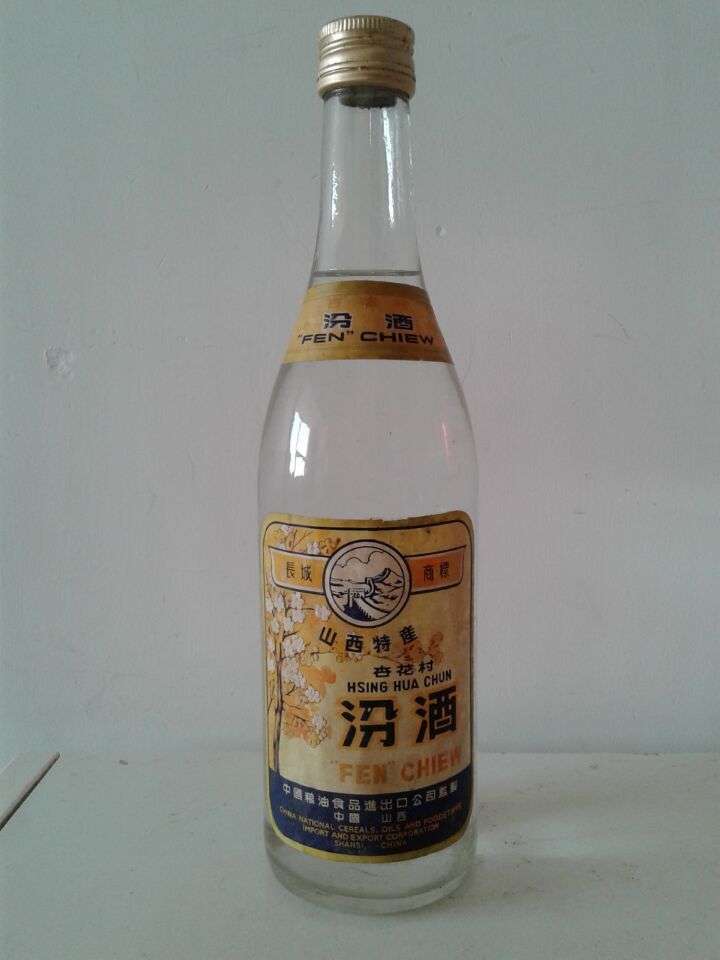 汾酒
"FEN" CHIEW
長城 商標
山西特產
杏花村
HSING HUA CHUN
汾酒
"FEN" CHIEW
中國粮油食品進出口公司監製
中國 山西
CHINA NATIONAL CEREALS, OILS AND FOODSTUFFS
IMPORT AND EXPORT CORPORATION
SHANSI CHINA